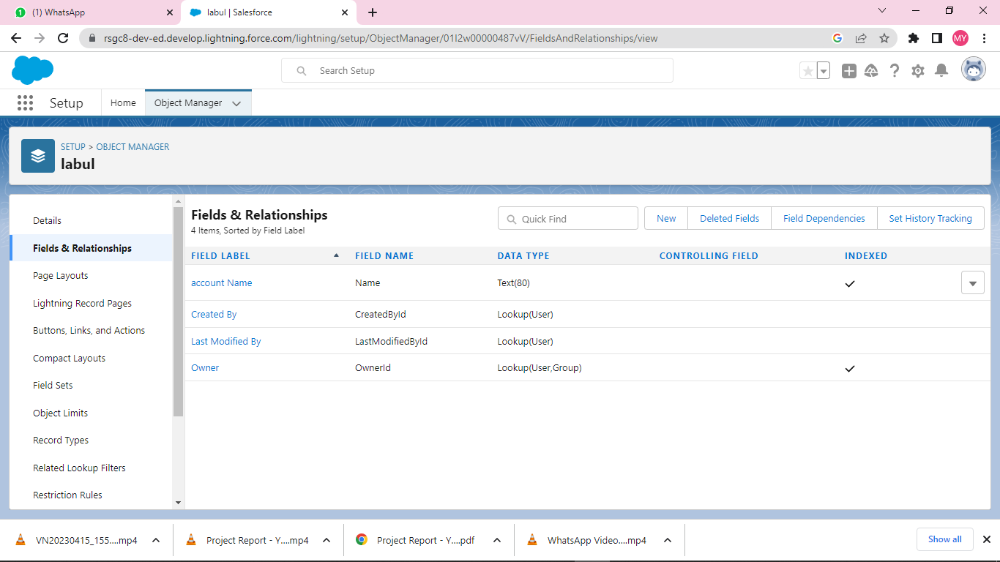 (1) WhatsApp
labul | Salesforce
rsgc8-dev-ed.develop.lightning.force.com/lightning/setup/ObjectManager/01I2w00000487vV/FieldsAndRelationships/view
MY
Search Setup
Setup
Home
Object Manager
SETUP > OBJECT MANAGER
labul
Details
Fields & Relationships
Page Layouts
Lightning Record Pages
Buttons, Links, and Actions
Compact Layouts
Field Sets
Object Limits
Record Types
Related Lookup Filters
Restriction Rules
Fields & Relationships
4 Items, Sorted by Field Label
Quick Find
New
Deleted Fields
Field Dependencies
Set History Tracking
FIELD LABEL FIELD NAME DATA TYPE CONTROLLING FIELD INDEXED
account Name Name Text(80)
Created By CreatedById Lookup(User)
Last Modified By LastModifiedById Lookup(User)
Owner OwnerId Lookup(User,Group)
VN20230415_155....mp4
Project Report - Y....mp4
Project Report - Y....pdf
WhatsApp Video....mp4
Show all